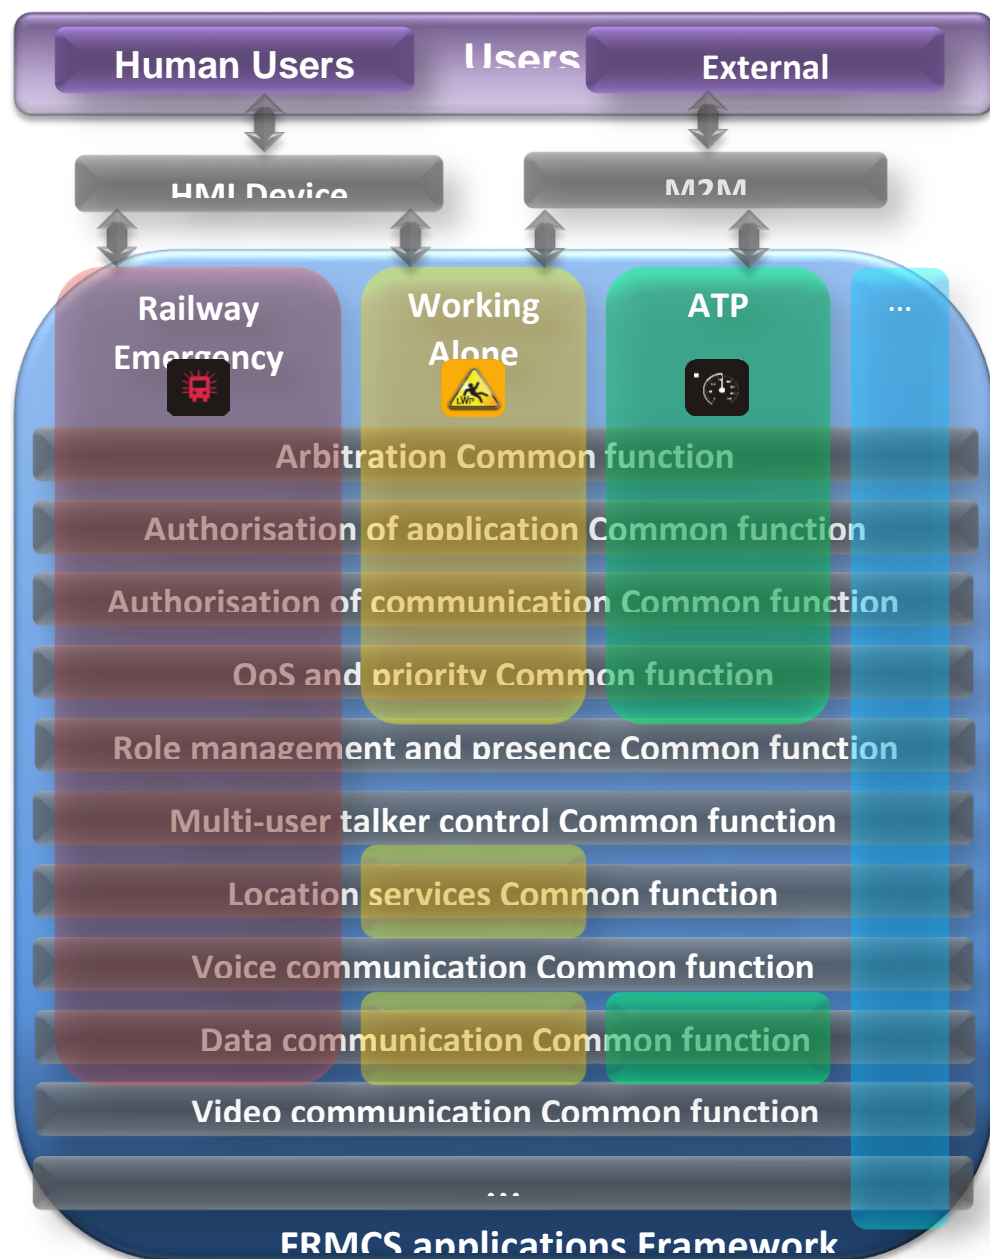 Users
Human Users
External
HMI Device
M2M
Railway
Emergency
Working
Alone
ATP
...
LWP
Arbitration Common function
Authorisation of application Common function
Authorisation of communication Common function
QoS and priority Common function
Role management and presence Common function
Multi-user talker control Common function
Location services Common function
Voice communication Common function
Data communication Common function
Video communication Common function
...
FRMCS applications Framework